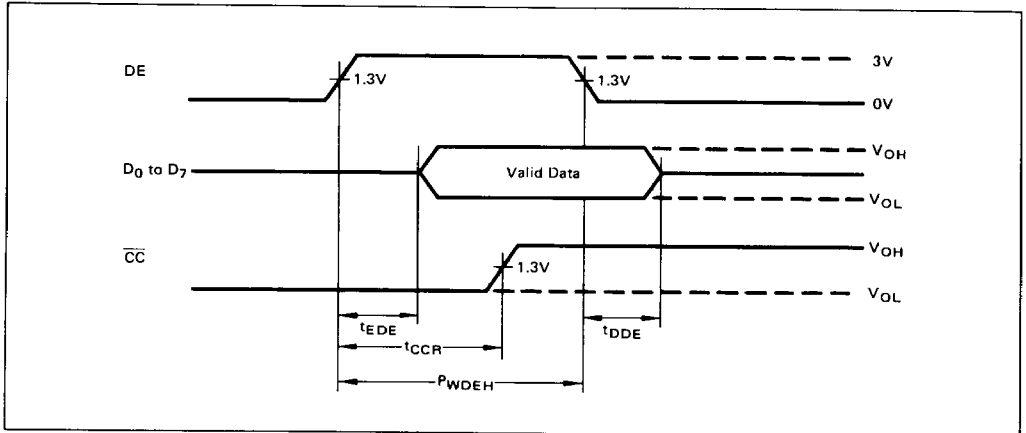 DE
1.3V
1.3V
3V
0V
D0 to D7
Valid Data
VOH
VOL
CC
1.3V
VOH
VOL
tEDE
tDDE
tCCR
PWDEH